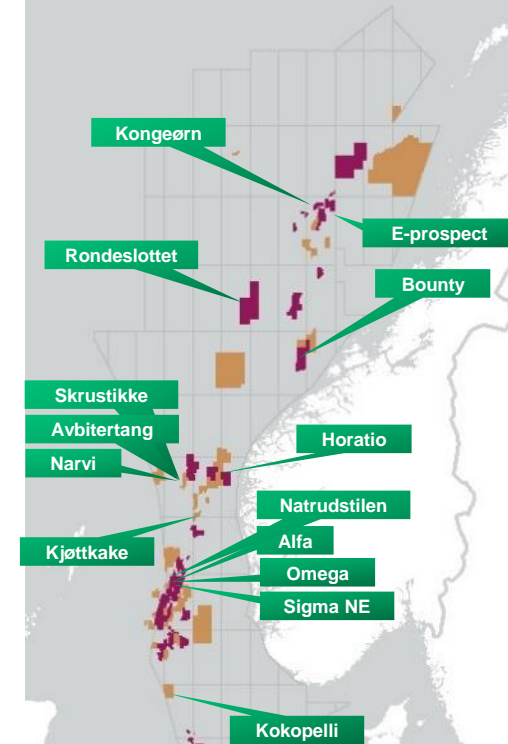 Kongeørn
E-prospect
Rondeslottet
Bounty
Skrustikke
Avbitertang
Horatio
Narvi
Natrudstilen
Alfa
Kjøttkake
Omega
Sigma NE
Kokopelli